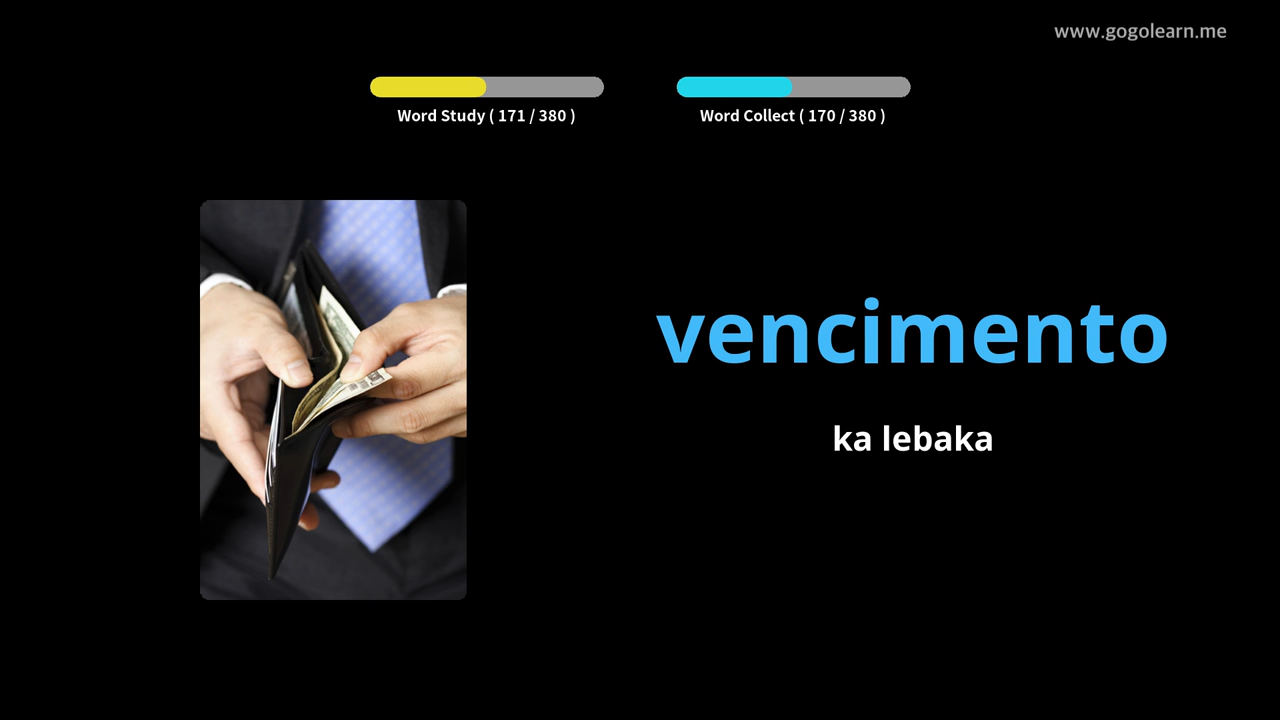 www.gogolearn.me
Word Study ( 171 / 380 )
Word Collect ( 170 / 380 )
vencimento
ka lebaka